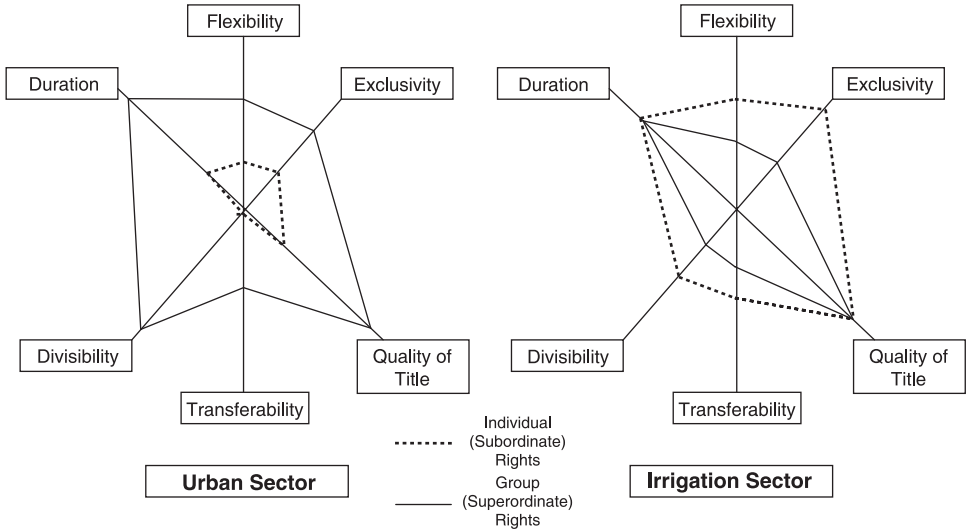 Flexibility
Duration
Exclusivity
Divisibility
Quality of
Title
Transferability
Urban Sector
Flexibility
Duration
Exclusivity
Divisibility
Quality of
Title
Transferability
Irrigation Sector
Individual
(Subordinate)
Rights
Group
(Superordinate)
Rights